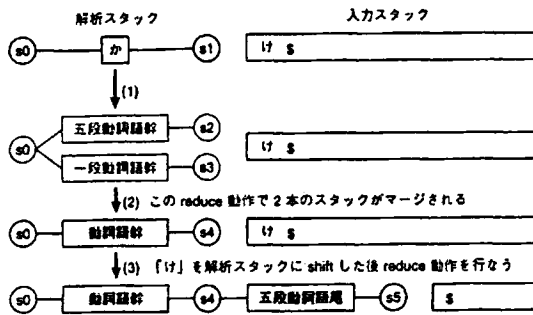 解析スタック 入力スタック
s0 か s1 け $
(1)
五段動詞語幹 s2
s0 け $
一段動詞語幹 s3
(2) この reduce 動作で 2 本のスタックがマージされる
s0 動詞語幹 s4 け $
(3) 「け」を解析スタックに shift した後 reduce 動作を行なう
s0 動詞語幹 s4 五段動詞語尾 s5 $